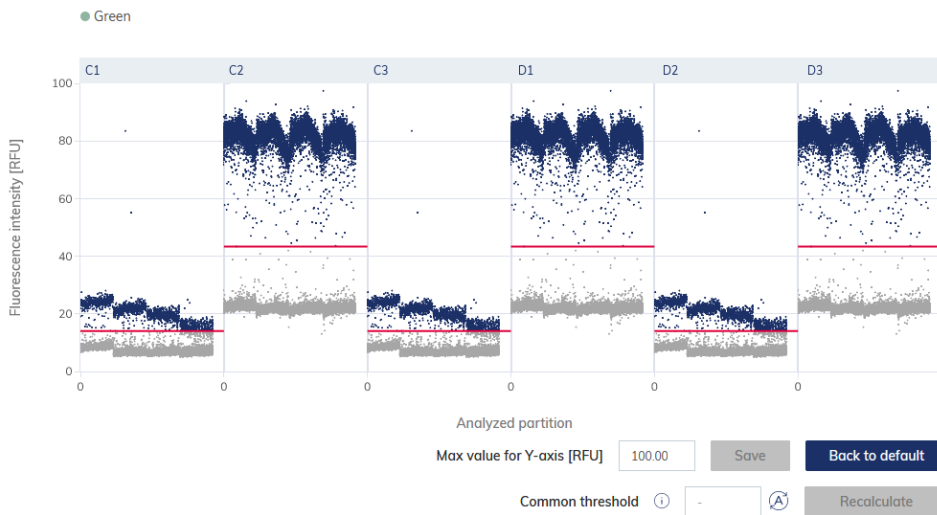 Green
C1 C2 C3 D1 D2 D3
100
80
60
40
20
0
0 0 0 0 0 0
Fluorescence intensity [RFU]
Analyzed partition
Max value for Y-axis [RFU] 100.00 Save Back to default
Common threshold i - A Recalculate